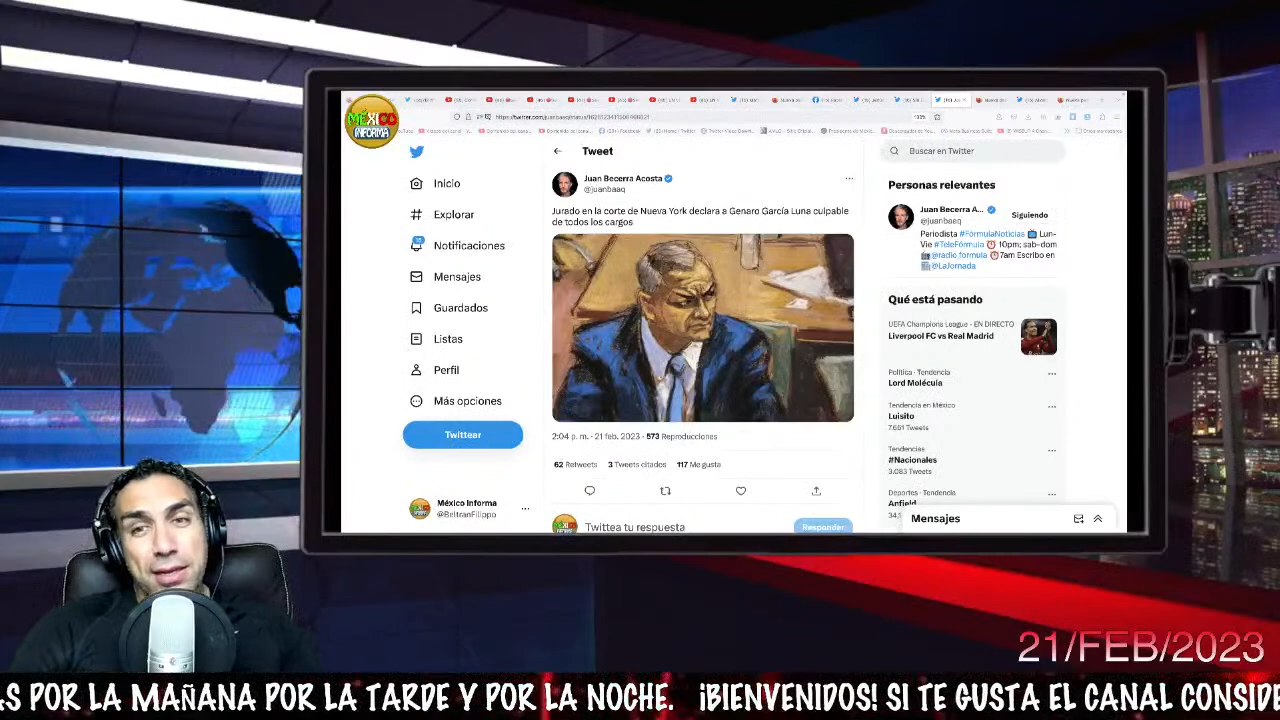 MÉXICO
INFORMA
Tweet
Buscar en Twitter
Inicio
Explorar
Notificaciones
Mensajes
Guardados
Listas
Perfil
Más opciones
Twittear
México Informa
@BeltranFilippo
Juan Becerra Acosta
@juanbaaq
Jurado en la corte de Nueva York declara a Genaro García Luna culpable
de todos los cargos
2:04 p. m. · 21 feb. 2023 · 573 Reproducciones
62 Retweets 3 Tweets citados 117 Me gusta
Twittea tu respuesta
Responder
Personas relevantes
Juan Becerra A...
@juanbaaq
Siguiendo
Periodista #FórmulaNoticias Lun-
Vie #TeleFórmula 10pm; sab-dom
@radio_formula 7am Escribo en
@LaJornada
Qué está pasando
UEFA Champions League · EN DIRECTO
Liverpool FC vs Real Madrid
Política · Tendencia
Lord Molécula
Tendencia en México
Luisito
7.661 Tweets
Tendencias
#Nacionales
3.083 Tweets
Deportes · Tendencia
Anfield
Mensajes
21/FEB/2023
AS POR LA MAÑANA POR LA TARDE Y POR LA NOCHE. ¡BIENVENIDOS! SI TE GUSTA EL CANAL CONSIDE